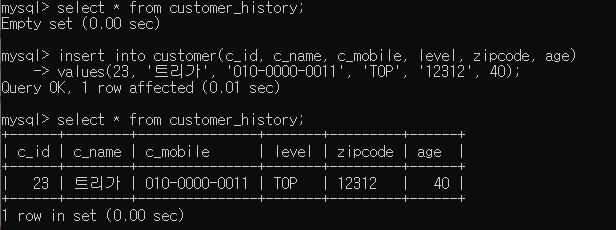 mysql> select * from customer_history;
Empty set (0.00 sec)
mysql> insert into customer(c_id, c_name, c_mobile, level, zipcode, age)
    -> values(23, '트리가', '010-0000-0011', 'TOP', '12312', 40);
Query OK, 1 row affected (0.01 sec)
mysql> select * from customer_history;
+------+--------+---------------+-------+---------+------+
| c_id | c_name | c_mobile      | level | zipcode | age  |
+------+--------+---------------+-------+---------+------+
|   23 | 트리가 | 010-0000-0011 | TOP   | 12312   |   40 |
+------+--------+---------------+-------+---------+------+
1 row in set (0.00 sec)